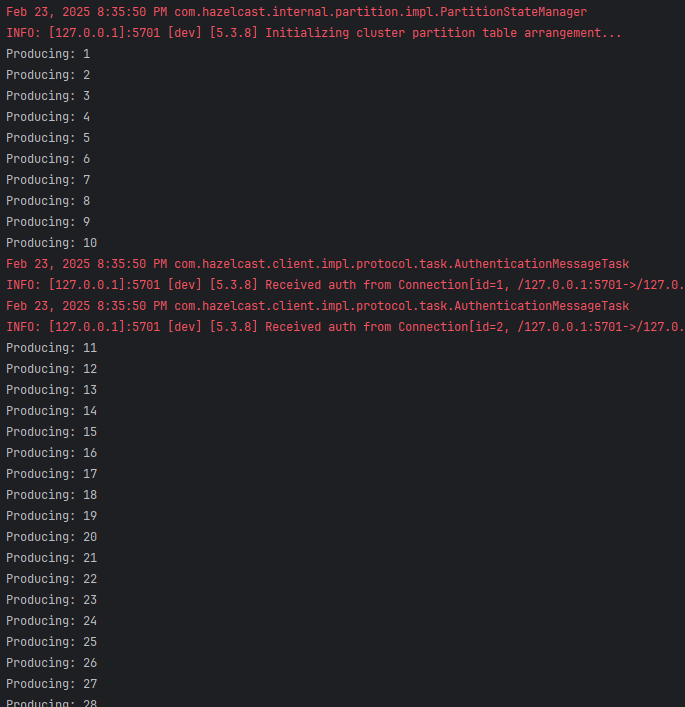 Feb 23, 2025 8:35:50 PM com.hazelcast.internal.partition.impl.PartitionStateManager
INFO: [127.0.0.1]:5701 [dev] [5.3.8] Initializing cluster partition table arrangement...
Producing: 1
Producing: 2
Producing: 3
Producing: 4
Producing: 5
Producing: 6
Producing: 7
Producing: 8
Producing: 9
Producing: 10
Feb 23, 2025 8:35:50 PM com.hazelcast.client.impl.protocol.task.AuthenticationMessageTask
INFO: [127.0.0.1]:5701 [dev] [5.3.8] Received auth from Connection[id=1, /127.0.0.1:5701->/127.0.
Feb 23, 2025 8:35:50 PM com.hazelcast.client.impl.protocol.task.AuthenticationMessageTask
INFO: [127.0.0.1]:5701 [dev] [5.3.8] Received auth from Connection[id=2, /127.0.0.1:5701->/127.0.
Producing: 11
Producing: 12
Producing: 13
Producing: 14
Producing: 15
Producing: 16
Producing: 17
Producing: 18
Producing: 19
Producing: 20
Producing: 21
Producing: 22
Producing: 23
Producing: 24
Producing: 25
Producing: 26
Producing: 27
Producing: 28